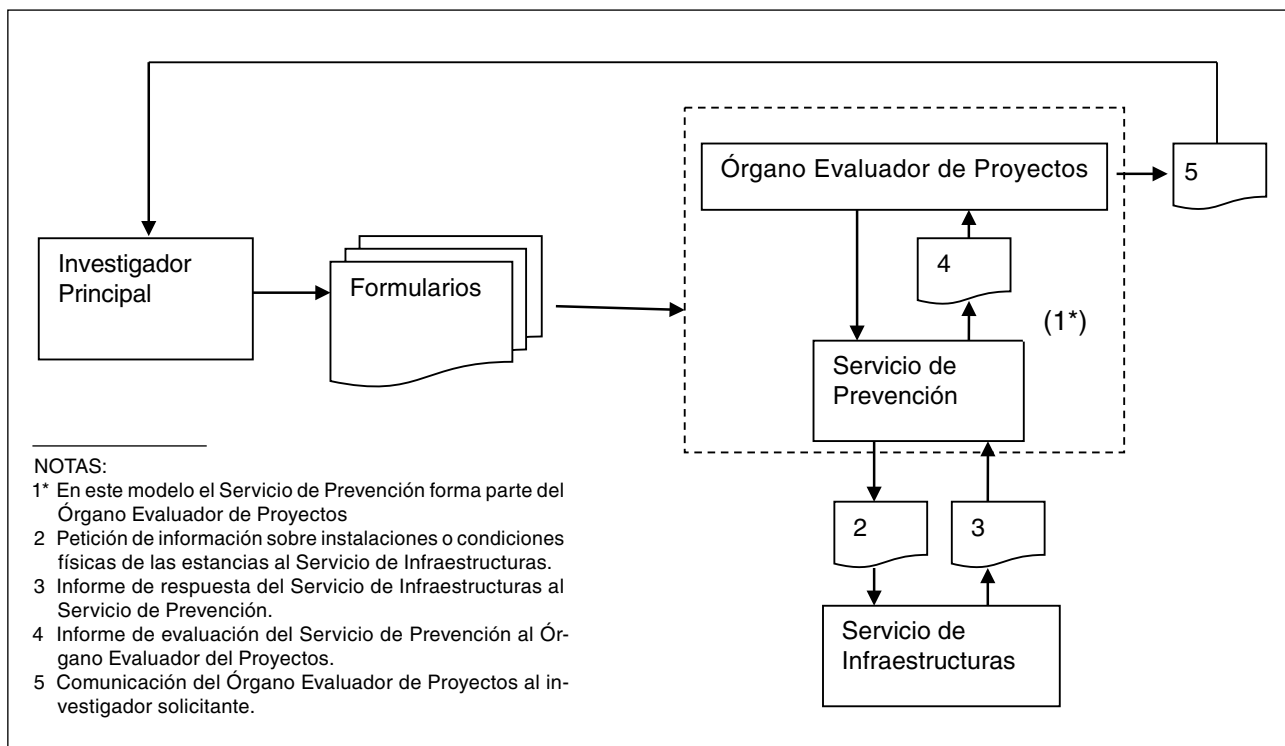 Órgano Evaluador de Proyectos
5
Investigador
Principal
Formularios
4
(1*)
Servicio de
Prevención
2
3
Servicio de
Infraestructuras
NOTAS:
1* En este modelo el Servicio de Prevención forma parte del
Órgano Evaluador de Proyectos
2 Petición de información sobre instalaciones o condiciones
físicas de las estancias al Servicio de Infraestructuras.
3 Informe de respuesta del Servicio de Infraestructuras al
Servicio de Prevención.
4 Informe de evaluación del Servicio de Prevención al Ór-
gano Evaluador del Proyectos.
5 Comunicación del Órgano Evaluador de Proyectos al in-
vestigador solicitante.